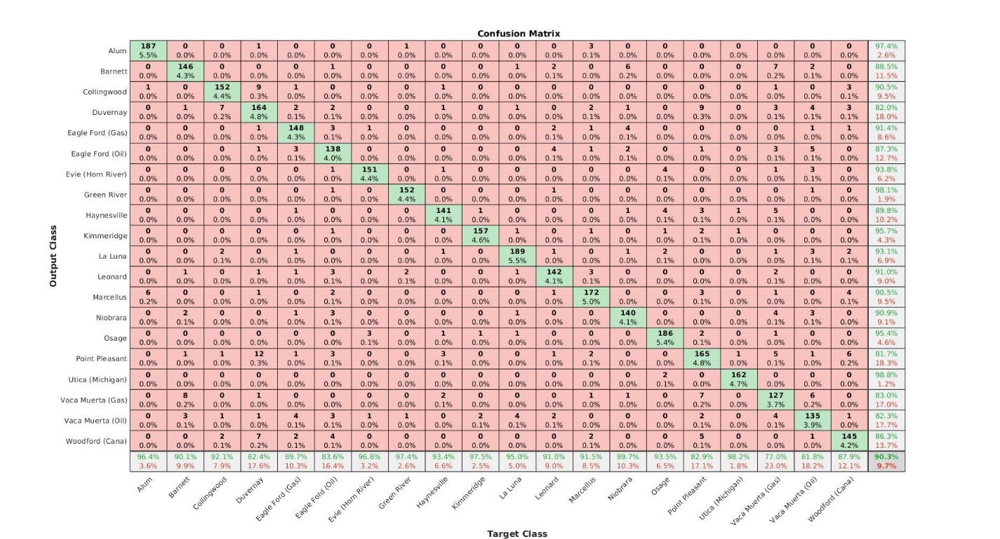 Confusion Matrix
Alum 187 0 0 1 0 0 0 1 0 0 0 0 3 0 0 0 0 0 0 0 97.4%
5.5% 0.0% 0.0% 0.0% 0.0% 0.0% 0.0% 0.0% 0.0% 0.0% 0.0% 0.0% 0.1% 0.0% 0.0% 0.0% 0.0% 0.0% 0.0% 0.0% 2.6%
Barnett 0 146 0 0 0 1 0 0 0 0 1 2 0 6 0 0 0 7 2 0 88.5%
0.0% 4.3% 0.0% 0.0% 0.0% 0.0% 0.0% 0.0% 0.0% 0.0% 0.0% 0.1% 0.0% 0.2% 0.0% 0.0% 0.0% 0.2% 0.1% 0.0% 11.5%
Collingwood 1 0 152 9 1 0 0 0 1 0 0 0 0 0 0 0 0 1 0 3 90.5%
0.0% 0.0% 4.4% 0.3% 0.0% 0.0% 0.0% 0.0% 0.0% 0.0% 0.0% 0.0% 0.0% 0.0% 0.0% 0.0% 0.0% 0.0% 0.0% 0.1% 9.5%
Duvernay 0 1 7 164 2 2 0 0 1 0 1 0 2 1 0 9 0 3 4 3 82.0%
0.0% 0.0% 0.2% 4.8% 0.1% 0.1% 0.0% 0.0% 0.0% 0.0% 0.0% 0.0% 0.1% 0.0% 0.0% 0.3% 0.0% 0.1% 0.1% 0.1% 18.0%
Eagle Ford (Gas) 0 0 0 1 148 3 1 0 0 0 0 2 1 4 0 0 0 0 1 1 91.4%
0.0% 0.0% 0.0% 0.0% 4.3% 0.1% 0.0% 0.0% 0.0% 0.0% 0.0% 0.1% 0.0% 0.1% 0.0% 0.0% 0.0% 0.0% 0.0% 0.0% 8.6%
Eagle Ford (Oil) 0 0 0 1 3 138 0 0 0 0 0 4 1 2 0 1 0 3 5 0 87.3%
0.0% 0.0% 0.0% 0.0% 0.1% 4.0% 0.0% 0.0% 0.0% 0.0% 0.0% 0.1% 0.0% 0.1% 0.0% 0.0% 0.0% 0.1% 0.1% 0.0% 12.7%
Evie (Horn River) 0 0 0 0 0 1 151 0 1 0 0 0 0 0 4 0 0 1 3 0 93.8%
0.0% 0.0% 0.0% 0.0% 0.0% 0.0% 4.4% 0.0% 0.0% 0.0% 0.0% 0.0% 0.0% 0.0% 0.1% 0.0% 0.0% 0.0% 0.1% 0.0% 6.2%
Green River 0 0 0 0 0 1 0 152 0 0 0 1 0 0 0 0 0 0 1 0 98.1%
0.0% 0.0% 0.0% 0.0% 0.0% 0.0% 0.0% 4.4% 0.0% 0.0% 0.0% 0.0% 0.0% 0.0% 0.0% 0.0% 0.0% 0.0% 0.0% 0.0% 1.9%
Haynesville 0 0 0 0 1 0 0 0 141 1 0 0 0 1 4 3 1 5 0 0 89.8%
0.0% 0.0% 0.0% 0.0% 0.0% 0.0% 0.0% 0.0% 4.1% 0.0% 0.0% 0.0% 0.0% 0.0% 0.1% 0.1% 0.0% 0.1% 0.0% 0.0% 10.2%
Kimmeridge 0 0 0 0 0 1 0 0 0 157 1 0 1 0 1 2 1 0 0 0 95.7%
0.0% 0.0% 0.0% 0.0% 0.0% 0.0% 0.0% 0.0% 0.0% 4.6% 0.0% 0.0% 0.0% 0.0% 0.0% 0.1% 0.0% 0.0% 0.0% 0.0% 4.3%
La Luna 0 0 2 0 1 0 0 0 1 0 189 1 0 1 2 0 0 1 3 2 93.1%
0.0% 0.0% 0.1% 0.0% 0.0% 0.0% 0.0% 0.0% 0.0% 0.0% 5.5% 0.0% 0.0% 0.0% 0.1% 0.0% 0.0% 0.0% 0.1% 0.1% 6.9%
Leonard 0 1 0 1 1 3 0 2 0 0 1 142 3 0 0 0 0 2 0 0 91.0%
0.0% 0.0% 0.0% 0.0% 0.0% 0.1% 0.0% 0.1% 0.0% 0.0% 0.0% 4.1% 0.1% 0.0% 0.0% 0.0% 0.0% 0.1% 0.0% 0.0% 9.0%
Marcellus 6 0 0 1 0 2 0 0 0 0 0 1 172 0 0 3 0 1 0 4 90.5%
0.2% 0.0% 0.0% 0.0% 0.0% 0.1% 0.0% 0.0% 0.0% 0.0% 0.0% 0.0% 5.0% 0.0% 0.0% 0.1% 0.0% 0.0% 0.0% 0.1% 9.5%
Niobrara 0 2 0 0 1 3 0 0 0 0 1 0 0 140 0 0 0 4 3 0 90.9%
0.0% 0.1% 0.0% 0.0% 0.0% 0.1% 0.0% 0.0% 0.0% 0.0% 0.0% 0.0% 0.0% 4.1% 0.0% 0.0% 0.0% 0.1% 0.1% 0.0% 9.1%
Osage 0 0 0 0 0 0 3 0 1 1 1 0 0 0 186 2 0 1 0 0 95.4%
0.0% 0.0% 0.0% 0.0% 0.0% 0.0% 0.1% 0.0% 0.0% 0.0% 0.0% 0.0% 0.0% 0.0% 5.4% 0.1% 0.0% 0.0% 0.0% 0.0% 4.6%
Point Pleasant 0 1 1 12 1 3 0 0 3 0 0 1 2 0 0 165 1 5 1 6 81.7%
0.0% 0.0% 0.0% 0.3% 0.0% 0.1% 0.0% 0.0% 0.1% 0.0% 0.0% 0.0% 0.1% 0.0% 0.0% 4.8% 0.0% 0.1% 0.0% 0.2% 18.3%
Utica (Michigan) 0 0 0 0 0 0 0 0 0 0 0 0 0 0 2 0 162 0 0 0 98.8%
0.0% 0.0% 0.0% 0.0% 0.0% 0.0% 0.0% 0.0% 0.0% 0.0% 0.0% 0.0% 0.0% 0.0% 0.1% 0.0% 4.7% 0.0% 0.0% 0.0% 1.2%
Vaca Muerta (Gas) 0 8 0 1 0 0 0 0 2 0 0 0 1 1 0 7 0 127 6 0 83.0%
0.0% 0.2% 0.0% 0.0% 0.0% 0.0% 0.0% 0.0% 0.1% 0.0% 0.0% 0.0% 0.0% 0.0% 0.0% 0.2% 0.0% 3.7% 0.2% 0.0% 17.0%
Vaca Muerta (Oil) 0 3 1 1 4 3 1 1 0 2 4 2 0 0 0 2 0 4 135 1 82.3%
0.0% 0.1% 0.0% 0.0% 0.1% 0.1% 0.0% 0.0% 0.0% 0.1% 0.1% 0.1% 0.0% 0.0% 0.0% 0.1% 0.0% 0.1% 3.9% 0.0% 17.7%
Woodford (Cana) 0 0 2 7 2 4 0 0 0 0 0 0 2 0 0 5 0 0 1 145 86.3%
0.0% 0.0% 0.1% 0.2% 0.1% 0.1% 0.0% 0.0% 0.0% 0.0% 0.0% 0.0% 0.1% 0.0% 0.0% 0.1% 0.0% 0.0% 0.0% 4.2% 13.7%
96.4% 90.1% 92.1% 82.4% 89.7% 83.6% 96.8% 97.4% 93.4% 97.5% 95.0% 91.0% 91.5% 89.7% 93.5% 82.9% 98.2% 77.0% 81.8% 87.9% 90.3%
3.6% 9.9% 7.9% 17.6% 10.3% 16.4% 3.2% 2.6% 6.6% 2.5% 5.0% 9.0% 8.5% 10.3% 6.5% 17.1% 1.8% 23.0% 18.2% 12.1% 9.7%
Output Class
Alum
Barnett
Collingwood
Duvernay
Eagle Ford (Gas)
Eagle Ford (Oil)
Evie (Horn River)
Green River
Haynesville
Kimmeridge
La Luna
Leonard
Marcellus
Niobrara
Osage
Point Pleasant
Utica (Michigan)
Vaca Muerta (Gas)
Vaca Muerta (Oil)
Woodford (Cana)
Target Class